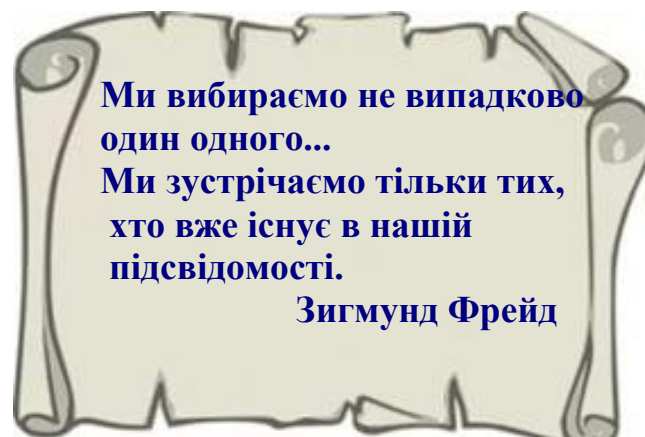 Ми вибираємо не випадково
один одного...
Ми зустрічаємо тільки тих,
хто вже існує в нашій
підсвідомості.
Зигмунд Фрейд